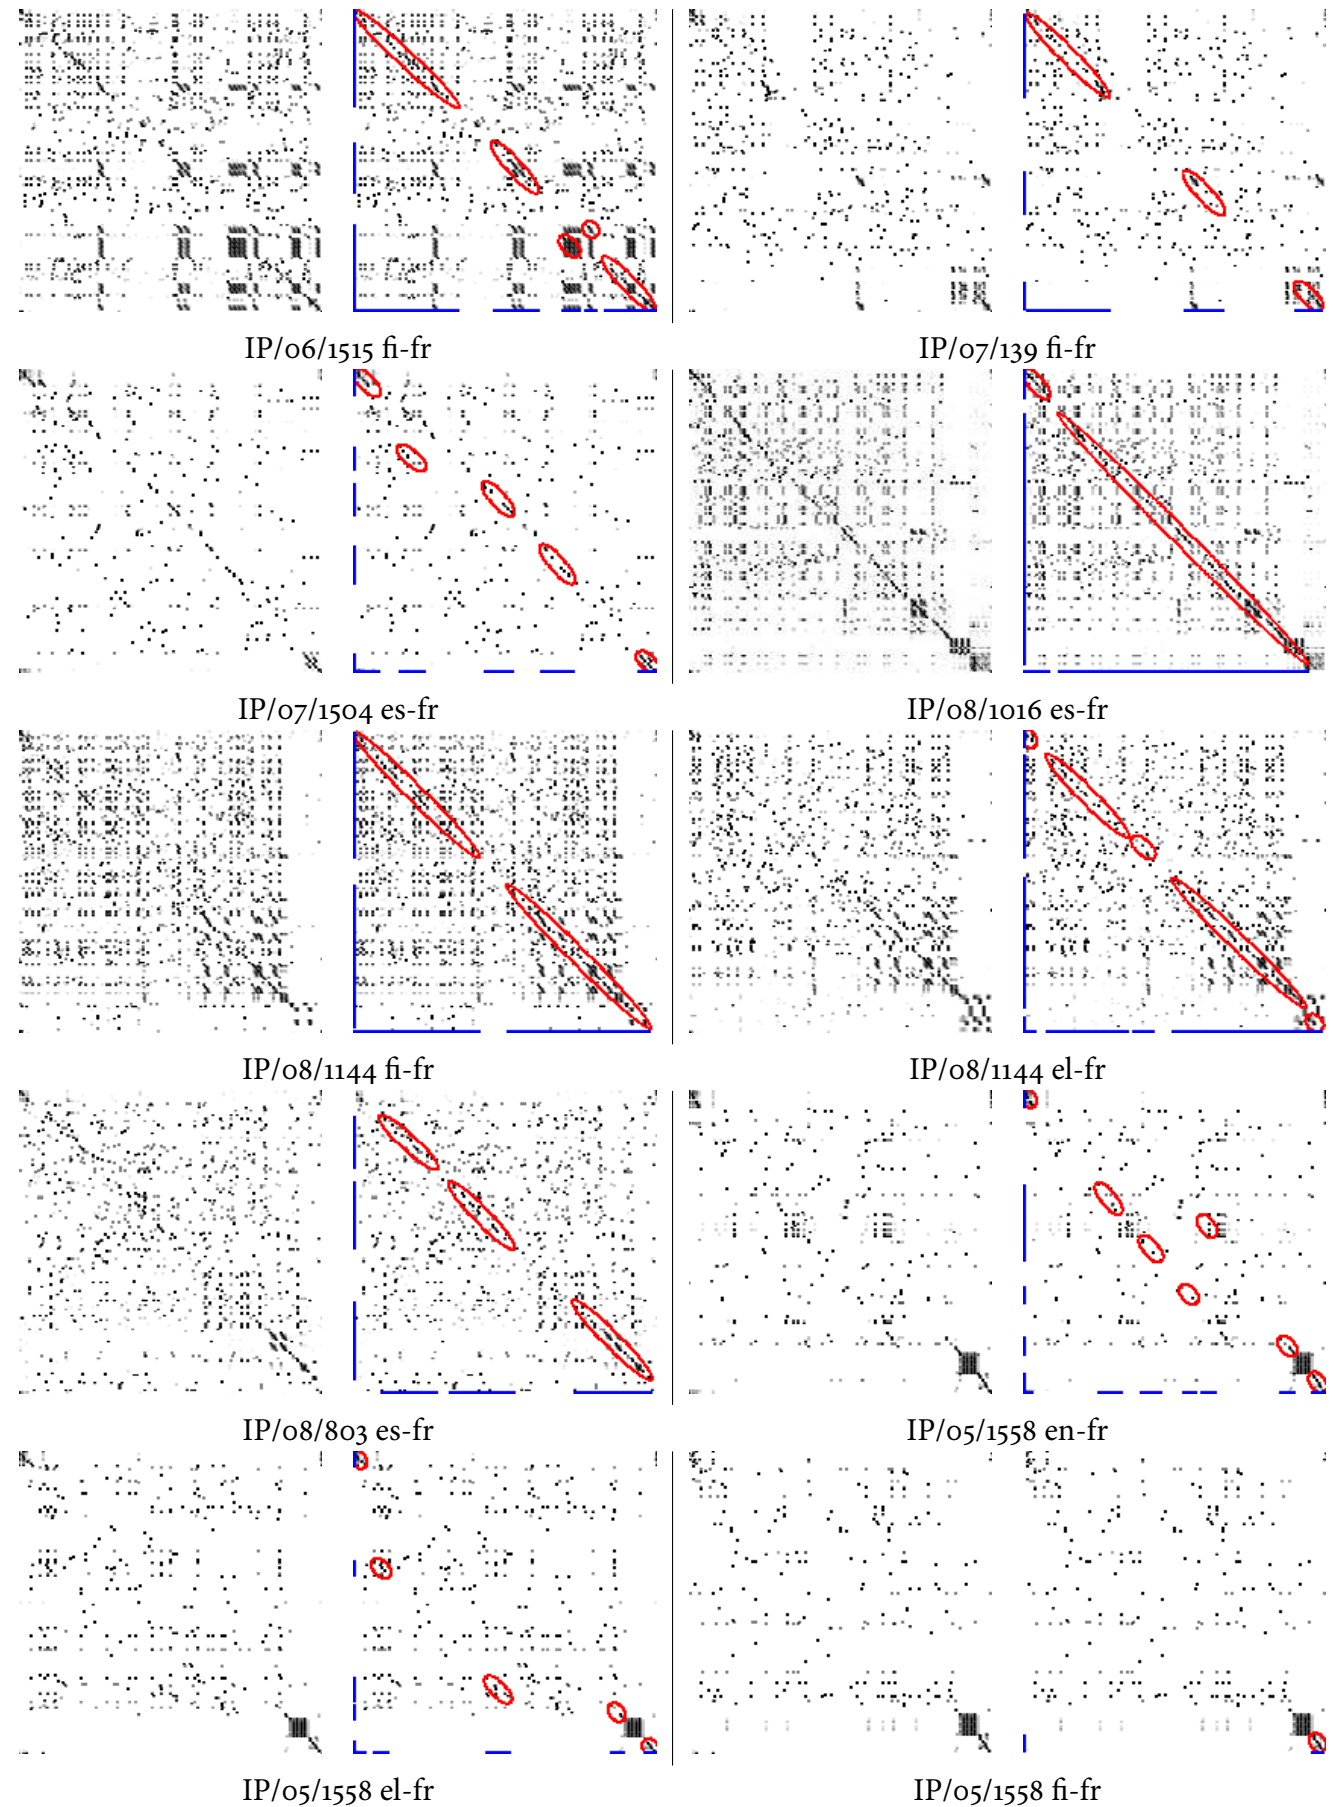 IP/06/1515 fi-fr
IP/07/139 fi-fr
IP/07/1504 es-fr
IP/08/1016 es-fr
IP/08/1144 fi-fr
IP/08/1144 el-fr
IP/08/803 es-fr
IP/05/1558 en-fr
IP/05/1558 el-fr
IP/05/1558 fi-fr